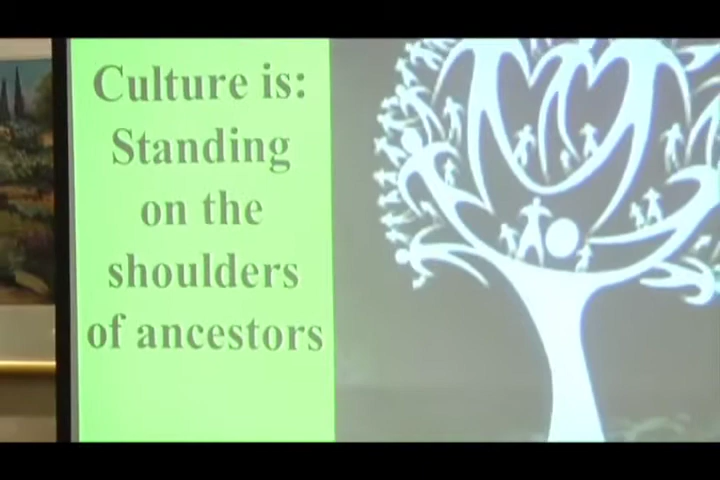 Culture is:
Standing
on the
shoulders
of ancestors